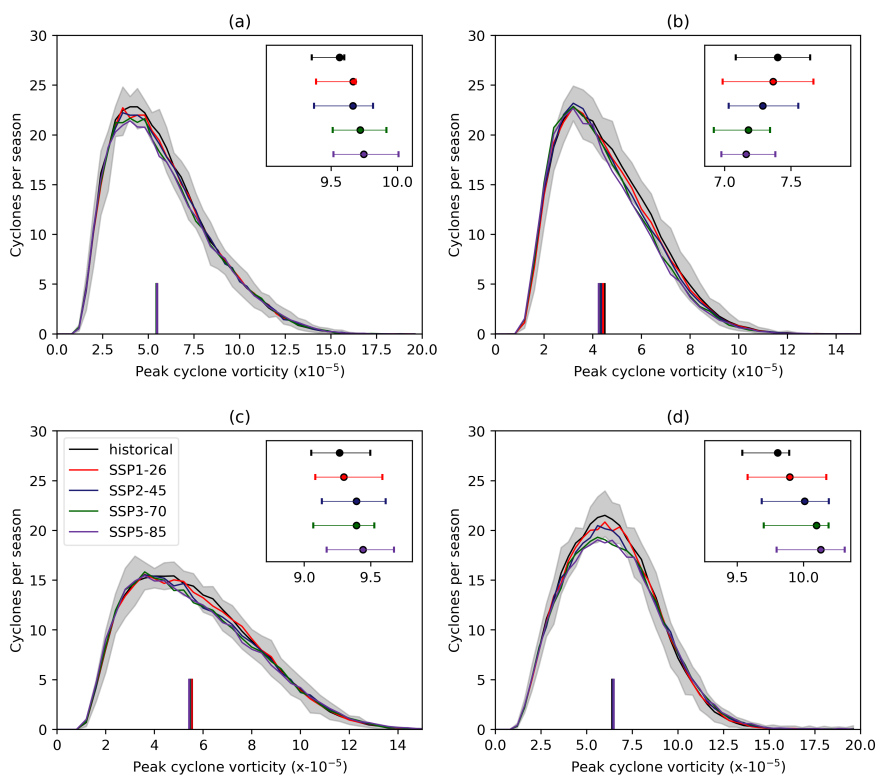 (a)
Cyclones per season
30
25
20
15
10
5
0
0.0 2.5 5.0 7.5 10.0 12.5 15.0 17.5 20.0
Peak cyclone vorticity (x10⁻⁵)
9.5 10.0
(b)
Cyclones per season
30
25
20
15
10
5
0
0 2 4 6 8 10 12 14
Peak cyclone vorticity (x10⁻⁵)
7.0 7.5
(c)
Cyclones per season
30
25
20
15
10
5
0
0 2 4 6 8 10 12 14
Peak cyclone vorticity (x-10⁻⁵)
historical
SSP1-26
SSP2-45
SSP3-70
SSP5-85
9.0 9.5
(d)
Cyclones per season
30
25
20
15
10
5
0
0.0 2.5 5.0 7.5 10.0 12.5 15.0 17.5 20.0
Peak cyclone vorticity (x-10⁻⁵)
9.5 10.0